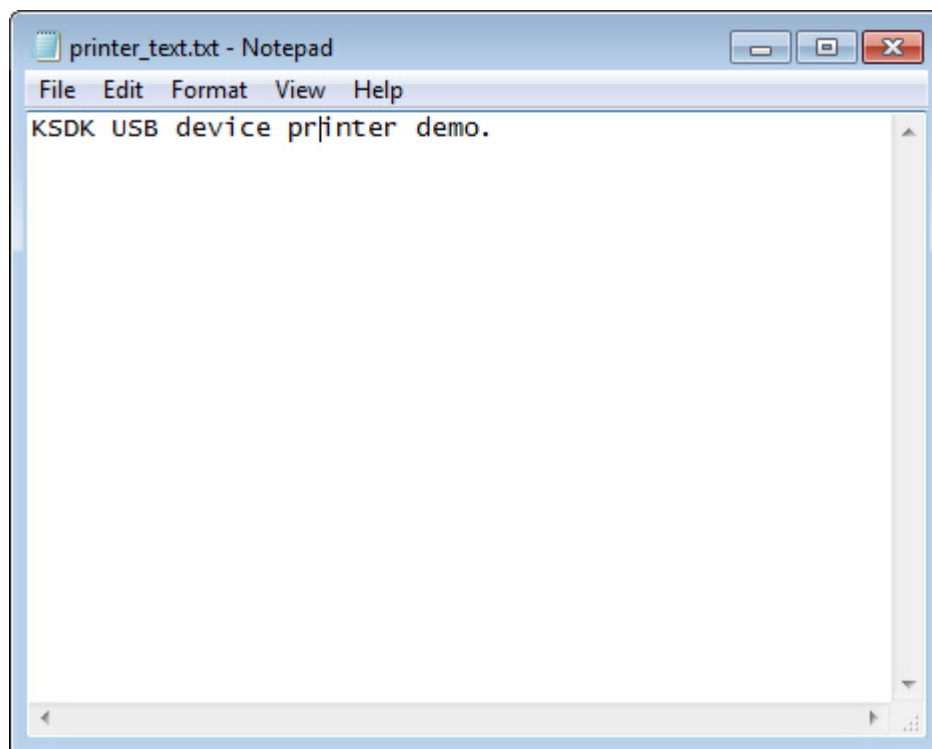 printer_text.txt - Notepad
File Edit Format View Help
KSDK USB device printer demo.